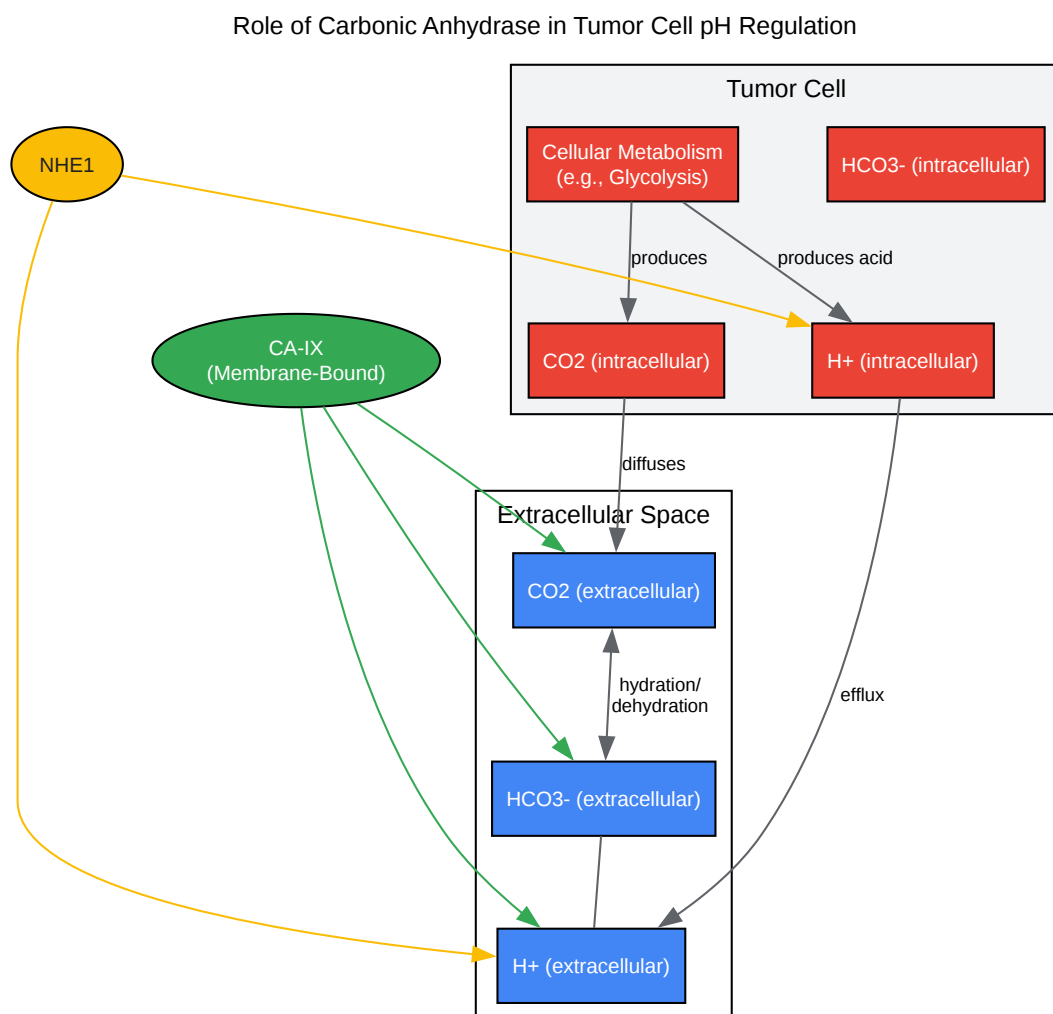 Role of Carbonic Anhydrase in Tumor Cell pH Regulation
Tumor Cell
NHE1
Cellular Metabolism
(e.g., Glycolysis)
HCO3- (intracellular)
produces
produces acid
CA-IX
(Membrane-Bound)
CO2 (intracellular)
H+ (intracellular)
diffuses
Extracellular Space
CO2 (extracellular)
hydration/
dehydration
efflux
HCO3- (extracellular)
H+ (extracellular)